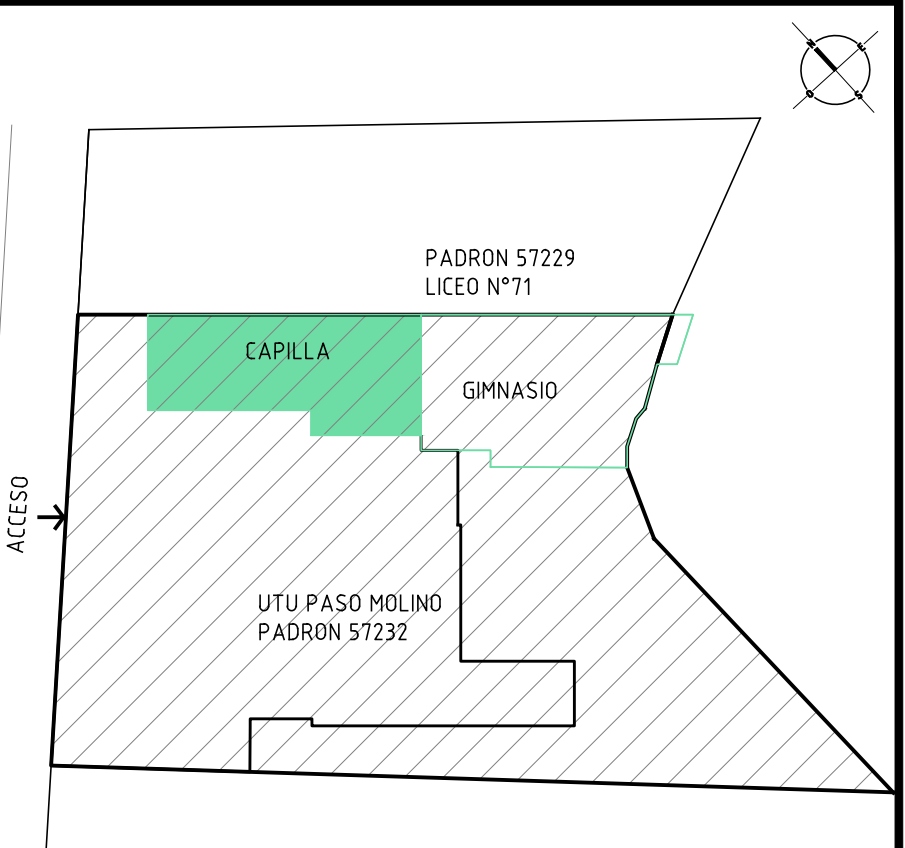 N
E
O
S
PADRON 57229
LICEO N°71
CAPILLA
GIMNASIO
ACCESO
UTU PASO MOLINO
PADRON 57232